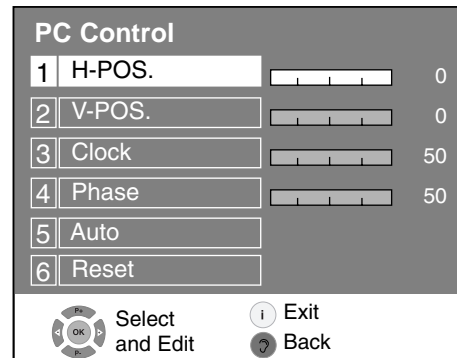 PC Control
1 H-POS. 0
2 V-POS. 0
3 Clock 50
4 Phase 50
5 Auto
6 Reset
P+
OK
P-
Select
and Edit
i Exit
Back